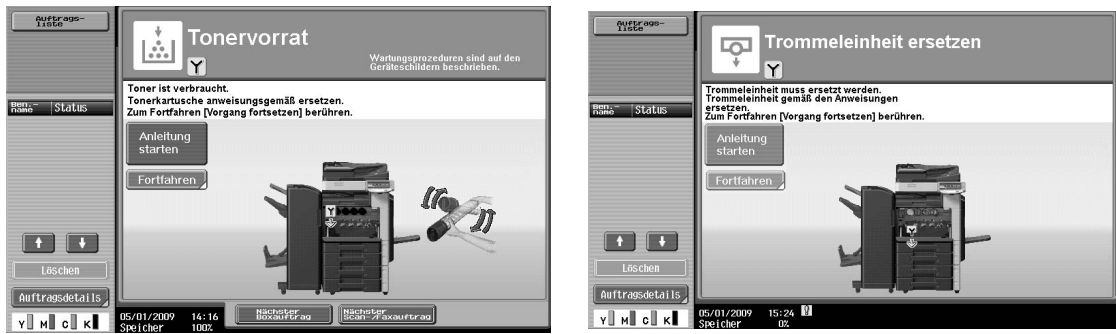 Auftrags-
liste
Tonervorrat
Y
Wartungsprozeduren sind auf den
Geräteschildern beschrieben.
Toner ist verbraucht.
Tonerkartusche anweisungsgemäß ersetzen.
Zum Fortfahren [Vorgang fortsetzen] berühren.
Ben.-
name
Status
Anleitung
starten
Fortfahren
Y
Löschen
Auftragsdetails
Y M C K
05/01/2009 14:16
Speicher 100%
Nächster
Boxauftrag
Nächster
Scan-/Faxauftrag
Auftrags-
liste
Trommeleinheit ersetzen
Y
Trommeleinheit muss ersetzt werden.
Trommeleinheit gemäß den Anweisungen
ersetzen.
Zum Fortfahren [Vorgang fortsetzen] berühren.
Ben.-
name
Status
Anleitung
starten
Fortfahren
Y
Löschen
Auftragsdetails
Y M C K
05/01/2009 15:24
Speicher 0%